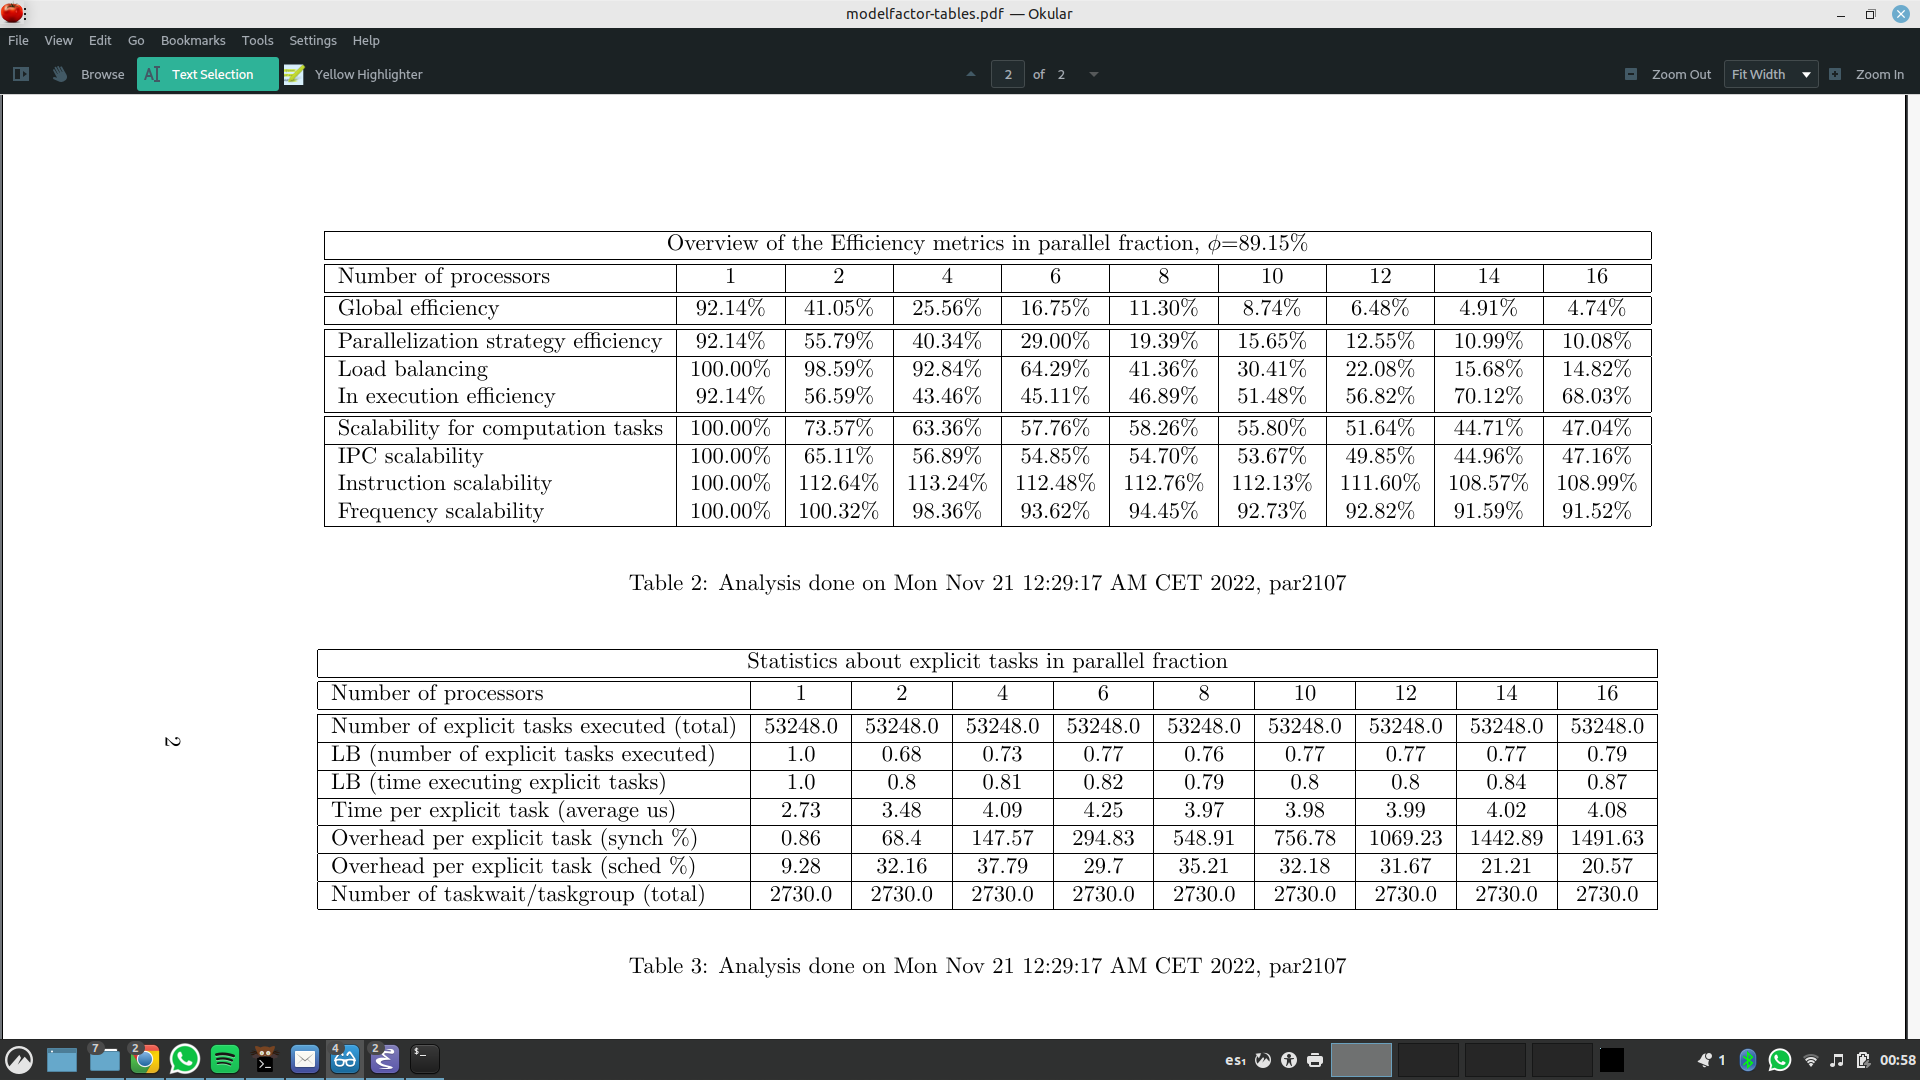 modelfactor-tables.pdf — Okular
File View Edit Go Bookmarks Tools Settings Help
Browse Text Selection Yellow Highlighter 2 of 2 Zoom Out Fit Width Zoom In
Overview of the Efficiency metrics in parallel fraction, ϕ=89.15%
Number of processors 1 2 4 6 8 10 12 14 16
Global efficiency 92.14% 41.05% 25.56% 16.75% 11.30% 8.74% 6.48% 4.91% 4.74%
Parallelization strategy efficiency 92.14% 55.79% 40.34% 29.00% 19.39% 15.65% 12.55% 10.99% 10.08%
Load balancing 100.00% 98.59% 92.84% 64.29% 41.36% 30.41% 22.08% 15.68% 14.82%
In execution efficiency 92.14% 56.59% 43.46% 45.11% 46.89% 51.48% 56.82% 70.12% 68.03%
Scalability for computation tasks 100.00% 73.57% 63.36% 57.76% 58.26% 55.80% 51.64% 44.71% 47.04%
IPC scalability 100.00% 65.11% 56.89% 54.85% 54.70% 53.67% 49.85% 44.96% 47.16%
Instruction scalability 100.00% 112.64% 113.24% 112.48% 112.76% 112.13% 111.60% 108.57% 108.99%
Frequency scalability 100.00% 100.32% 98.36% 93.62% 94.45% 92.73% 92.82% 91.59% 91.52%
Table 2: Analysis done on Mon Nov 21 12:29:17 AM CET 2022, par2107
Statistics about explicit tasks in parallel fraction
Number of processors 1 2 4 6 8 10 12 14 16
Number of explicit tasks executed (total) 53248.0 53248.0 53248.0 53248.0 53248.0 53248.0 53248.0 53248.0 53248.0
LB (number of explicit tasks executed) 1.0 0.68 0.73 0.77 0.76 0.77 0.77 0.77 0.79
LB (time executing explicit tasks) 1.0 0.8 0.81 0.82 0.79 0.8 0.8 0.84 0.87
Time per explicit task (average us) 2.73 3.48 4.09 4.25 3.97 3.98 3.99 4.02 4.08
Overhead per explicit task (synch %) 0.86 68.4 147.57 294.83 548.91 756.78 1069.23 1442.89 1491.63
Overhead per explicit task (sched %) 9.28 32.16 37.79 29.7 35.21 32.18 31.67 21.21 20.57
Number of taskwait/taskgroup (total) 2730.0 2730.0 2730.0 2730.0 2730.0 2730.0 2730.0 2730.0 2730.0
Table 3: Analysis done on Mon Nov 21 12:29:17 AM CET 2022, par2107
2
7 2 4 2 es₁ 1 00:58